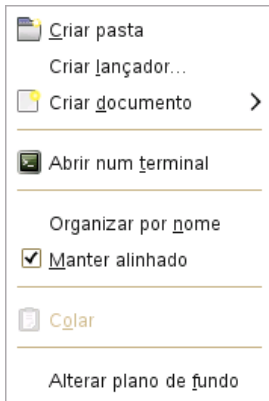 Criar pasta
Criar lançador...
Criar documento
Abrir num terminal
Organizar por nome
Manter alinhado
Colar
Alterar plano de fundo